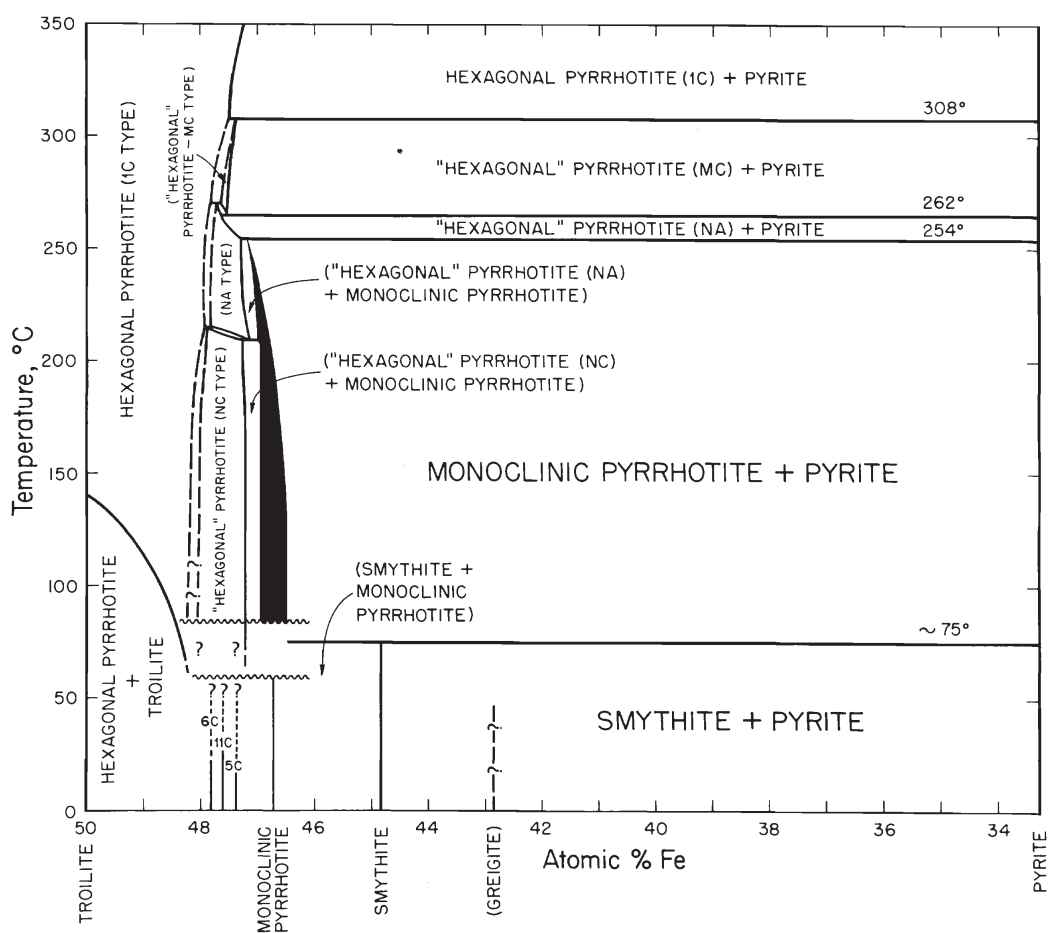 350
300
250
200
150
100
50
0
Temperature, °C
HEXAGONAL PYRRHOTITE (1C) + PYRITE
308°
"HEXAGONAL" PYRRHOTITE (MC) + PYRITE
262°
"HEXAGONAL" PYRRHOTITE (NA) + PYRITE
254°
HEXAGONAL PYRRHOTITE (1C TYPE)
("HEXAGONAL"
PYRRHOTITE – MC TYPE)
(NA TYPE)
("HEXAGONAL" PYRRHOTITE (NA)
+ MONOCLINIC PYRRHOTITE)
("HEXAGONAL" PYRRHOTITE (NC)
+ MONOCLINIC PYRRHOTITE)
"HEXAGONAL" PYRRHOTITE (NC TYPE)
MONOCLINIC PYRRHOTITE + PYRITE
(SMYTHITE +
MONOCLINIC
PYRRHOTITE)
? ?
? ?
~ 75°
HEXAGONAL PYRRHOTITE
+
TROILITE
? ? ?
6C
11C
5C
SMYTHITE + PYRITE
?
?
50 48 46 44 42 40 38 36 34
Atomic % Fe
TROILITE
MONOCLINIC
PYRRHOTITE
SMYTHITE
(GREIGITE)
PYRITE